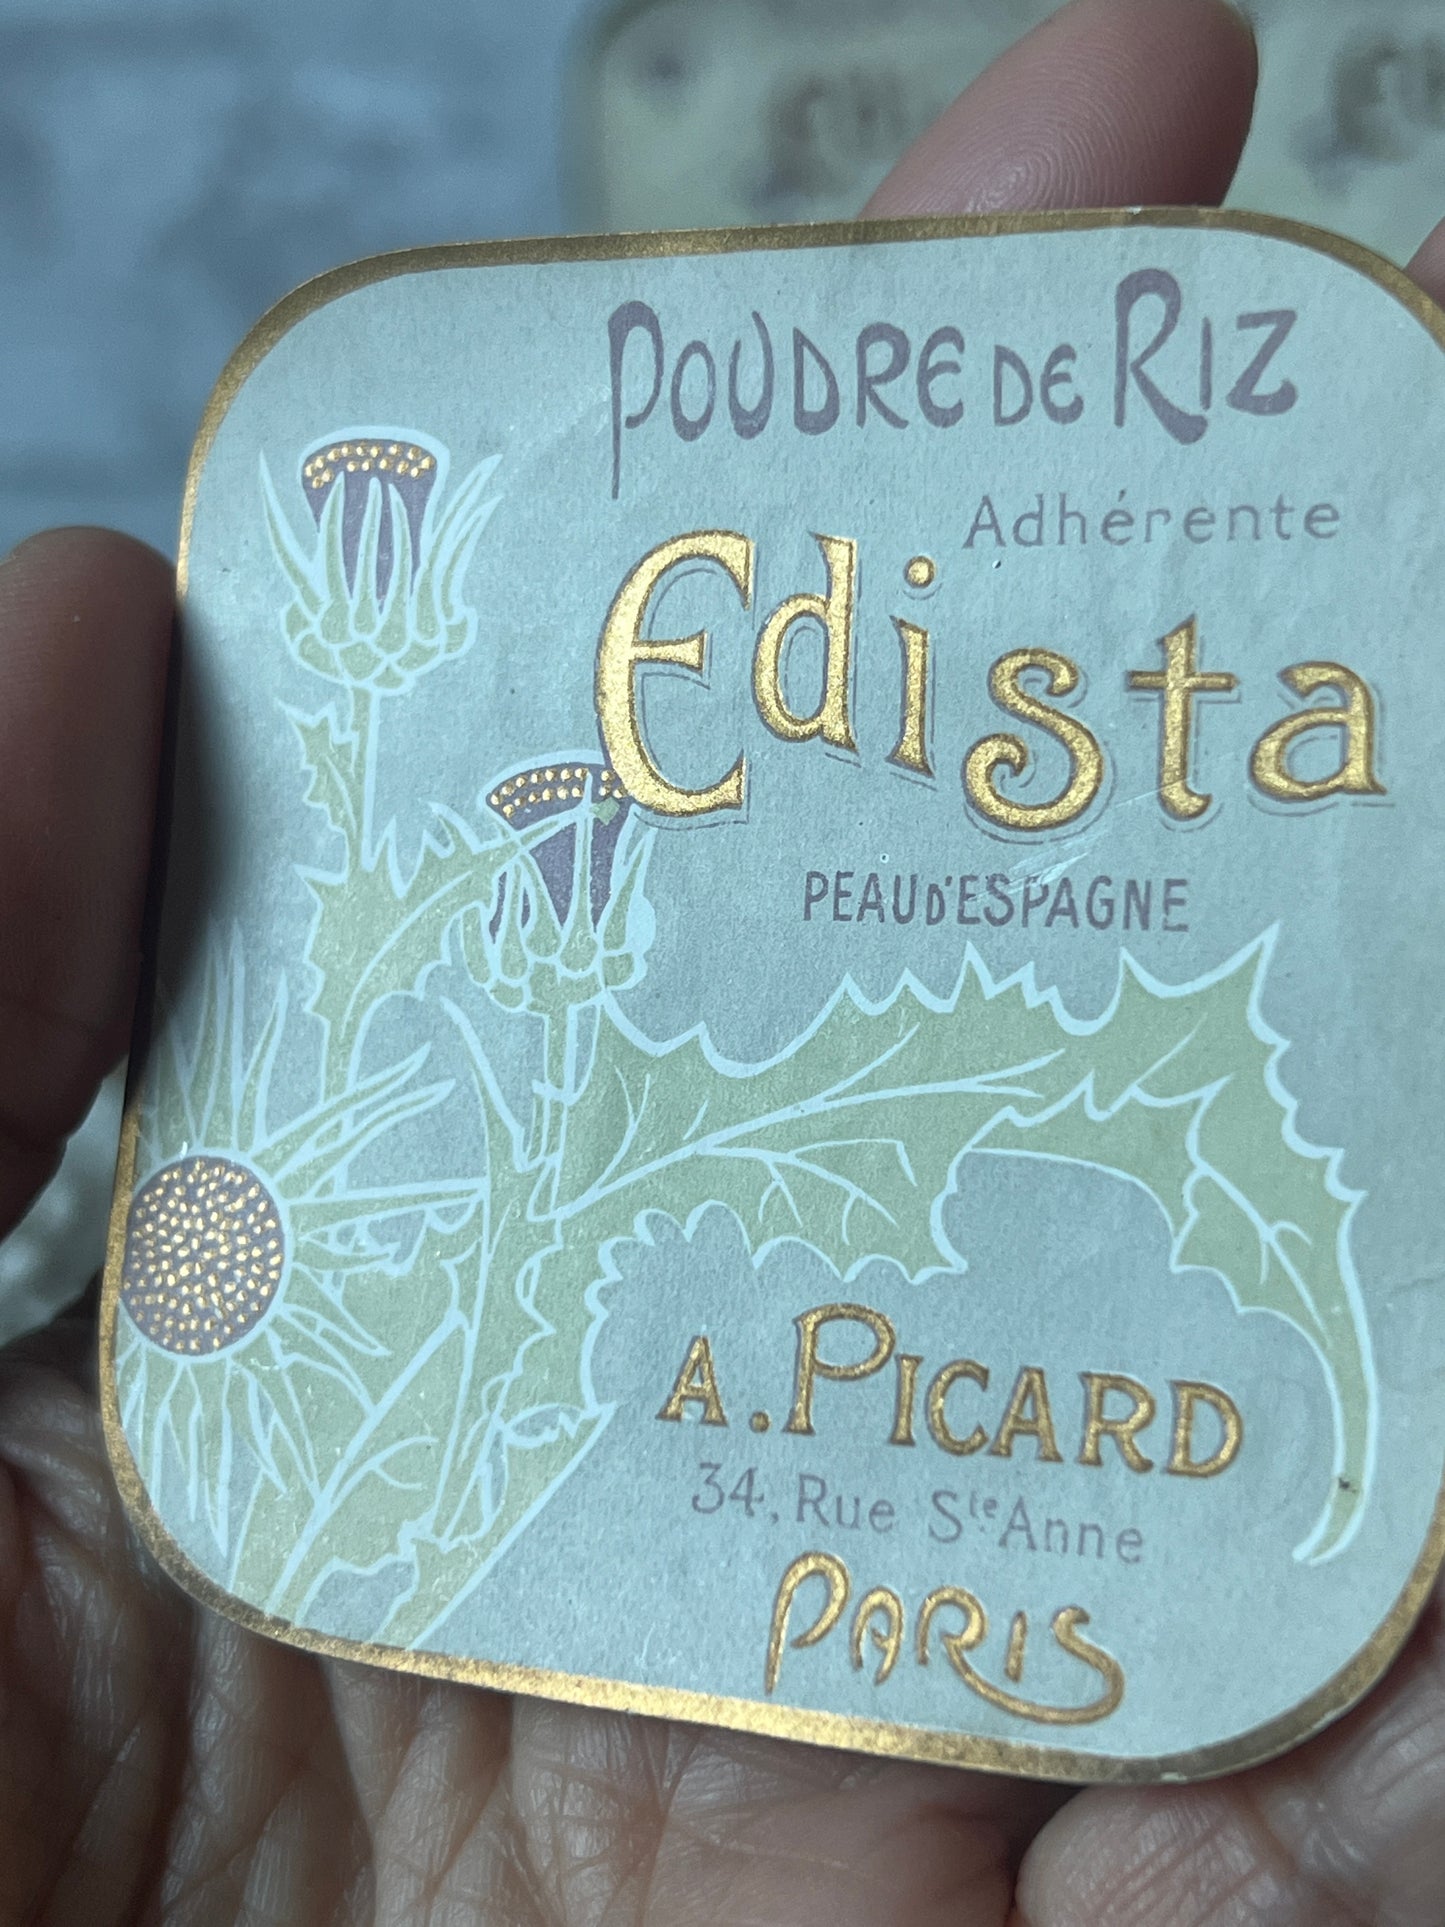 POUDRE DE RIZ
Adhérente
Edista
PEAU D'ESPAGNE
A. PICARD
34, Rue Ste Anne
PARIS